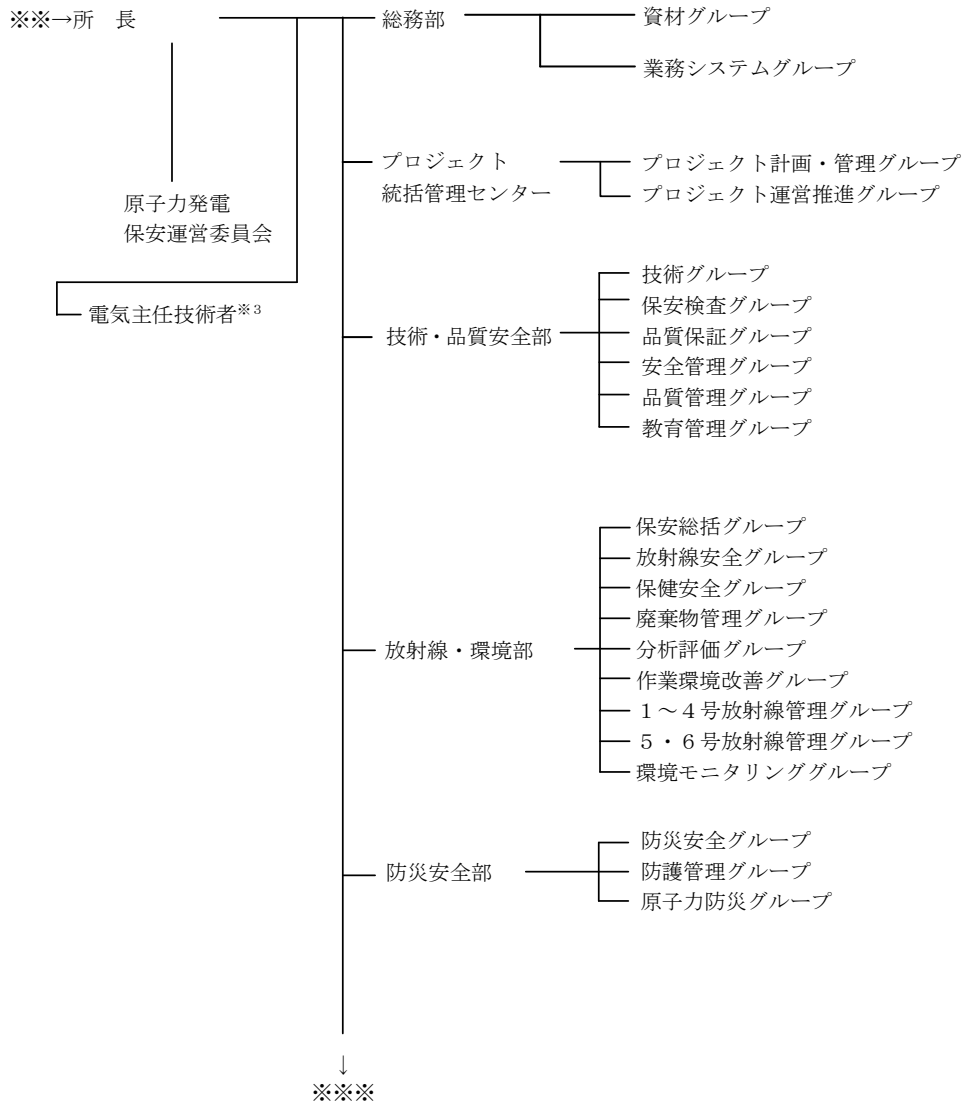 ※※→所　長
総務部
資材グループ
業務システムグループ
原子力発電
保安運営委員会
電気主任技術者※3
プロジェクト
統括管理センター
プロジェクト計画・管理グループ
プロジェクト運営推進グループ
技術・品質安全部
技術グループ
保安検査グループ
品質保証グループ
安全管理グループ
品質管理グループ
教育管理グループ
放射線・環境部
保安総括グループ
放射線安全グループ
保健安全グループ
廃棄物管理グループ
分析評価グループ
作業環境改善グループ
１～４号放射線管理グループ
５・６号放射線管理グループ
環境モニタリンググループ
防災安全部
防災安全グループ
防護管理グループ
原子力防災グループ
↓
※※※